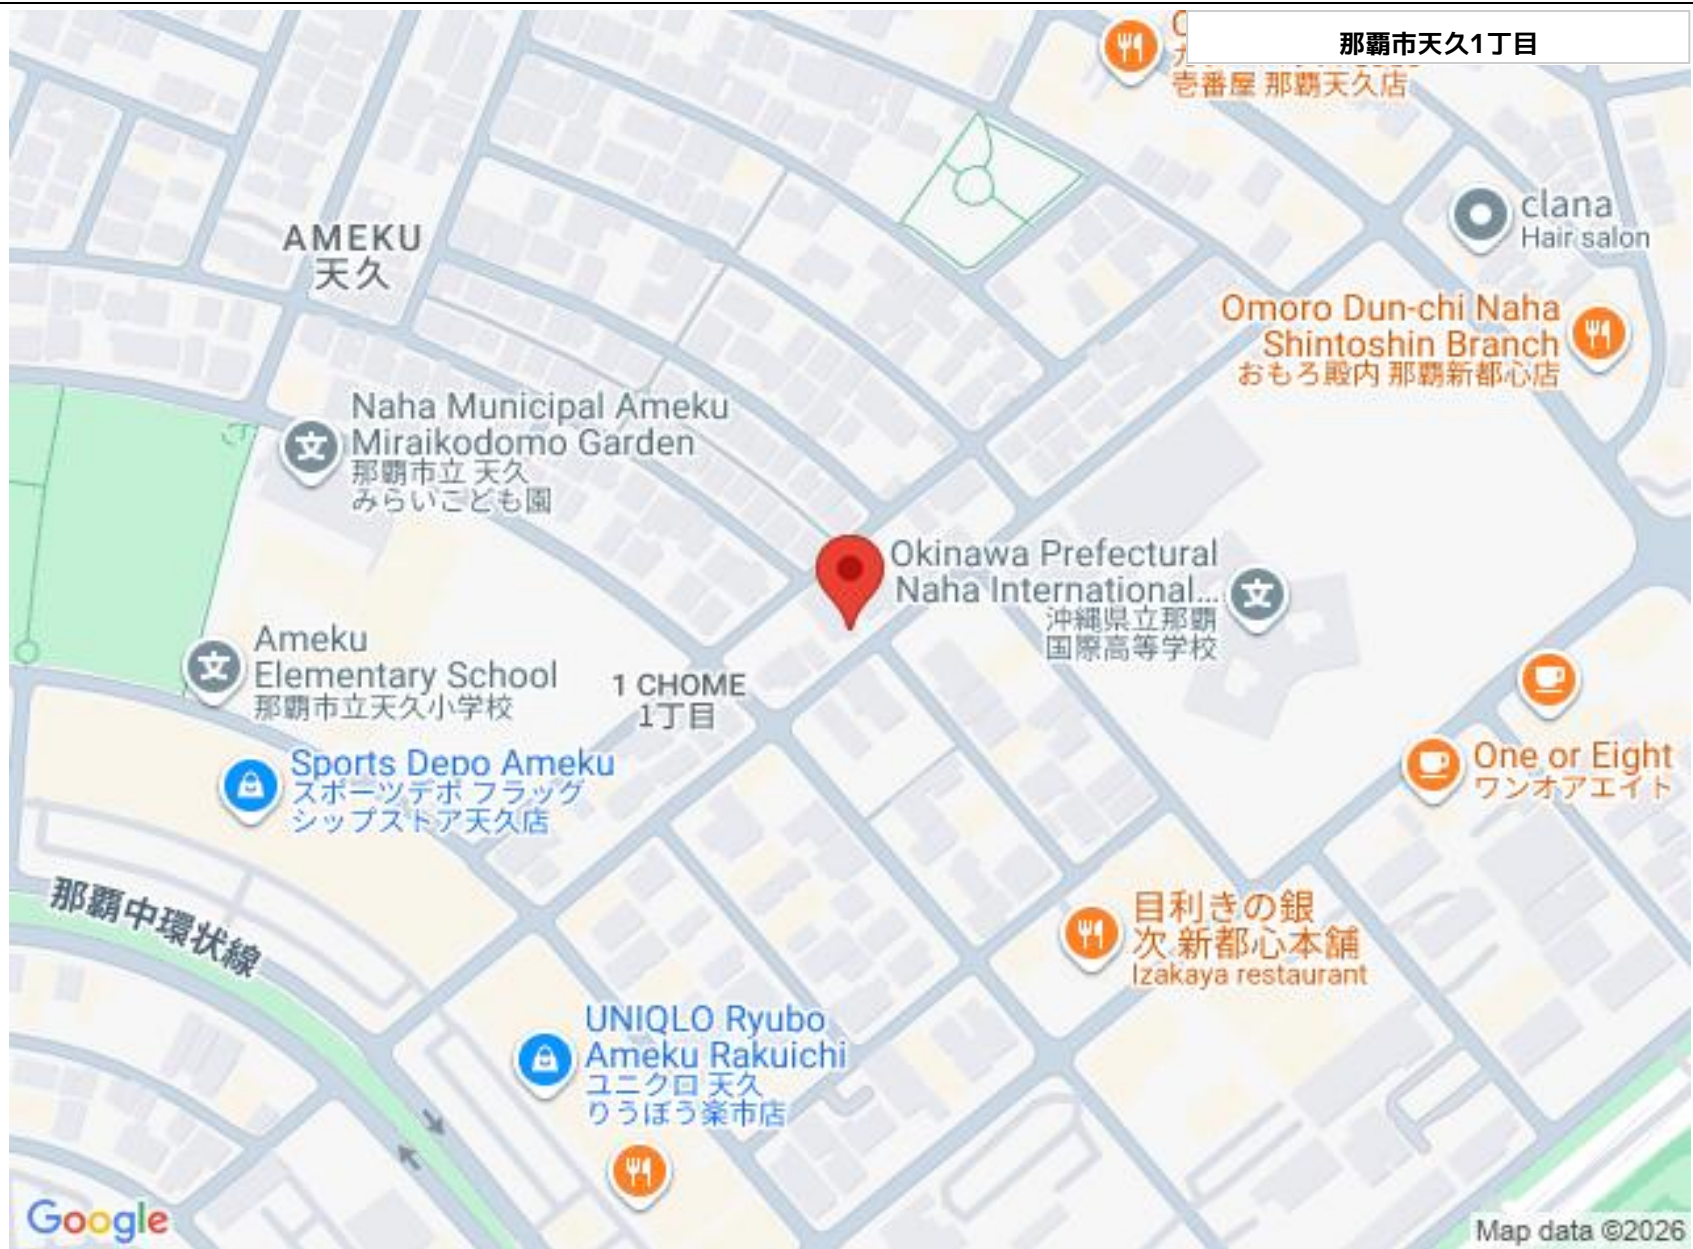 那覇市天久1丁目
壱番屋 那覇天久店
clana
Hair salon
AMEKU
天久
Omoro Dun-chi Naha
Shintoshin Branch
おもろ殿内 那覇新都心店
Naha Municipal Ameku
Miraikodomo Garden
那覇市立 天久
みらいこども園
Okinawa Prefectural
Naha International...
沖縄県立那覇
国際高等学校
Ameku
Elementary School
那覇市立天久小学校
1 CHOME
1丁目
Sports Depo Ameku
スポーツデポ フラッグ
シップストア天久店
One or Eight
ワンオアエイト
那覇中環状線
目利きの銀
次 新都心本舗
Izakaya restaurant
UNIQLO Ryubo
Ameku Rakuichi
ユニクロ 天久
りうぼう楽市店
Google
Map data ©2026